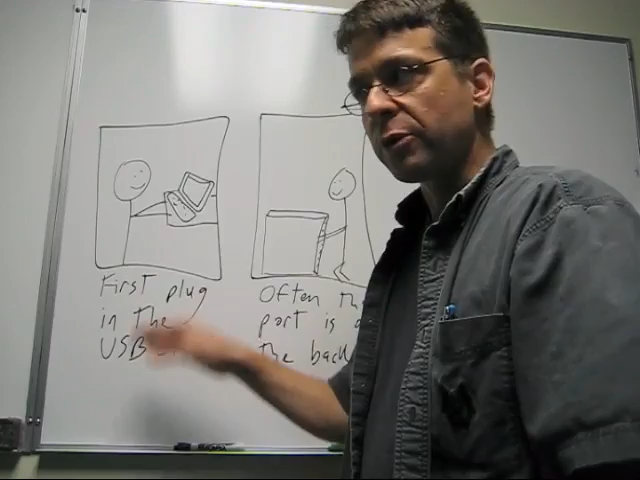 First plug
in the
USB
Often th
port is
the back